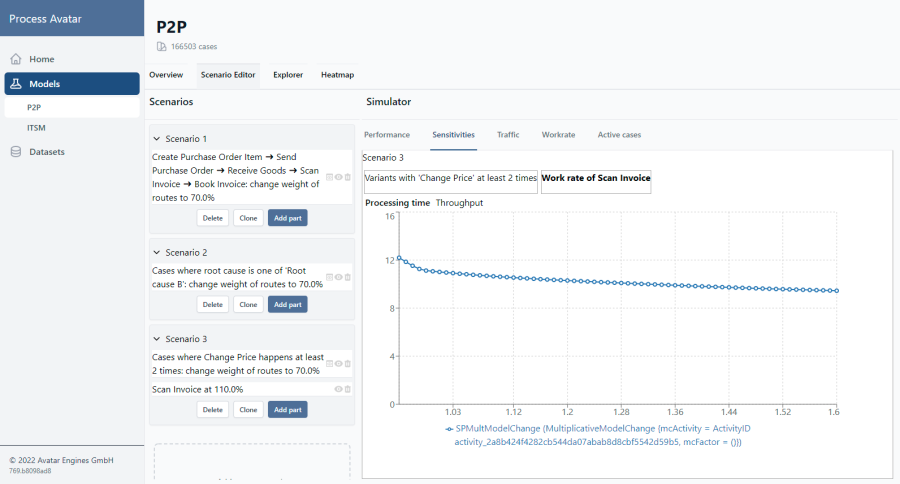 Process Avatar
Home
Models
P2P
ITSM
Datasets
© 2022 Avatar Engines GmbH
769.b8098ad8
P2P
166503 cases
Overview
Scenario Editor
Explorer
Heatmap
Scenarios
Scenario 1
Create Purchase Order Item ➔ Send
Purchase Order ➔ Receive Goods ➔ Scan
Invoice ➔ Book Invoice: change weight of
routes to 70.0%
Delete Clone Add part
Scenario 2
Cases where root cause is one of 'Root
cause B': change weight of routes to 70.0%
Delete Clone Add part
Scenario 3
Cases where Change Price happens at least
2 times: change weight of routes to 70.0%
Scan Invoice at 110.0%
Delete Clone Add part
Simulator
Performance Sensitivities Traffic Workrate Active cases
Scenario 3
Variants with 'Change Price' at least 2 times Work rate of Scan Invoice
Processing time Throughput
16
12
8
4
0
1.03 1.12 1.2 1.28 1.36 1.44 1.52 1.6
SPMultModelChange (MultiplicativeModelChange {mcActivity = ActivityID
activity_2a8b424f4282cb544da07abab8d8cbf5542d59b5, mcFactor = ()})